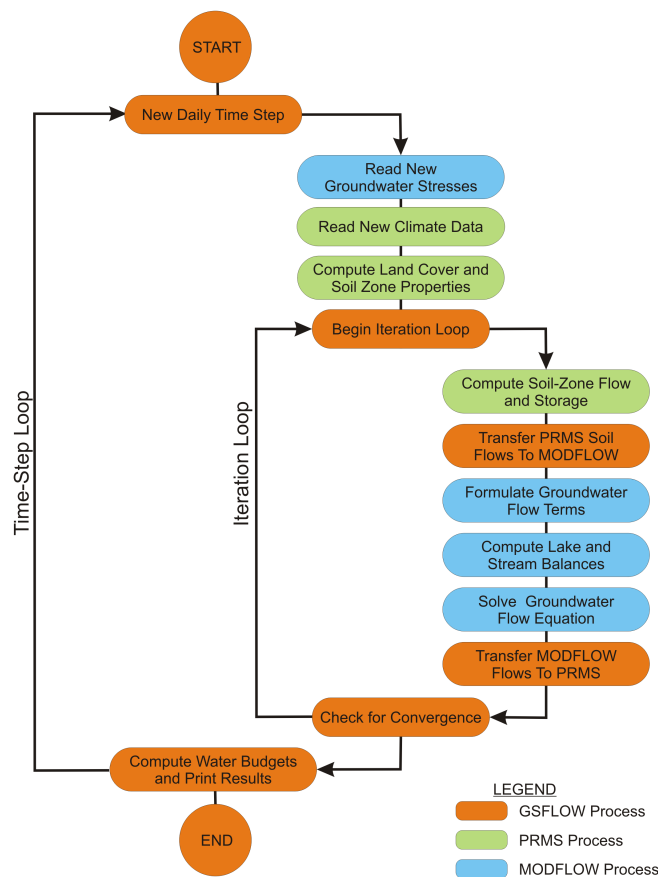 START
New Daily Time Step
Read New
Groundwater Stresses
Read New Climate Data
Compute Land Cover and
Soil Zone Properties
Begin Iteration Loop
Compute Soil-Zone Flow
and Storage
Transfer PRMS Soil
Flows To MODFLOW
Formulate Groundwater
Flow Terms
Compute Lake and
Stream Balances
Solve Groundwater
Flow Equation
Transfer MODFLOW
Flows To PRMS
Check for Convergence
Compute Water Budgets
and Print Results
END
Time-Step Loop
Iteration Loop
LEGEND
GSFLOW Process
PRMS Process
MODFLOW Process